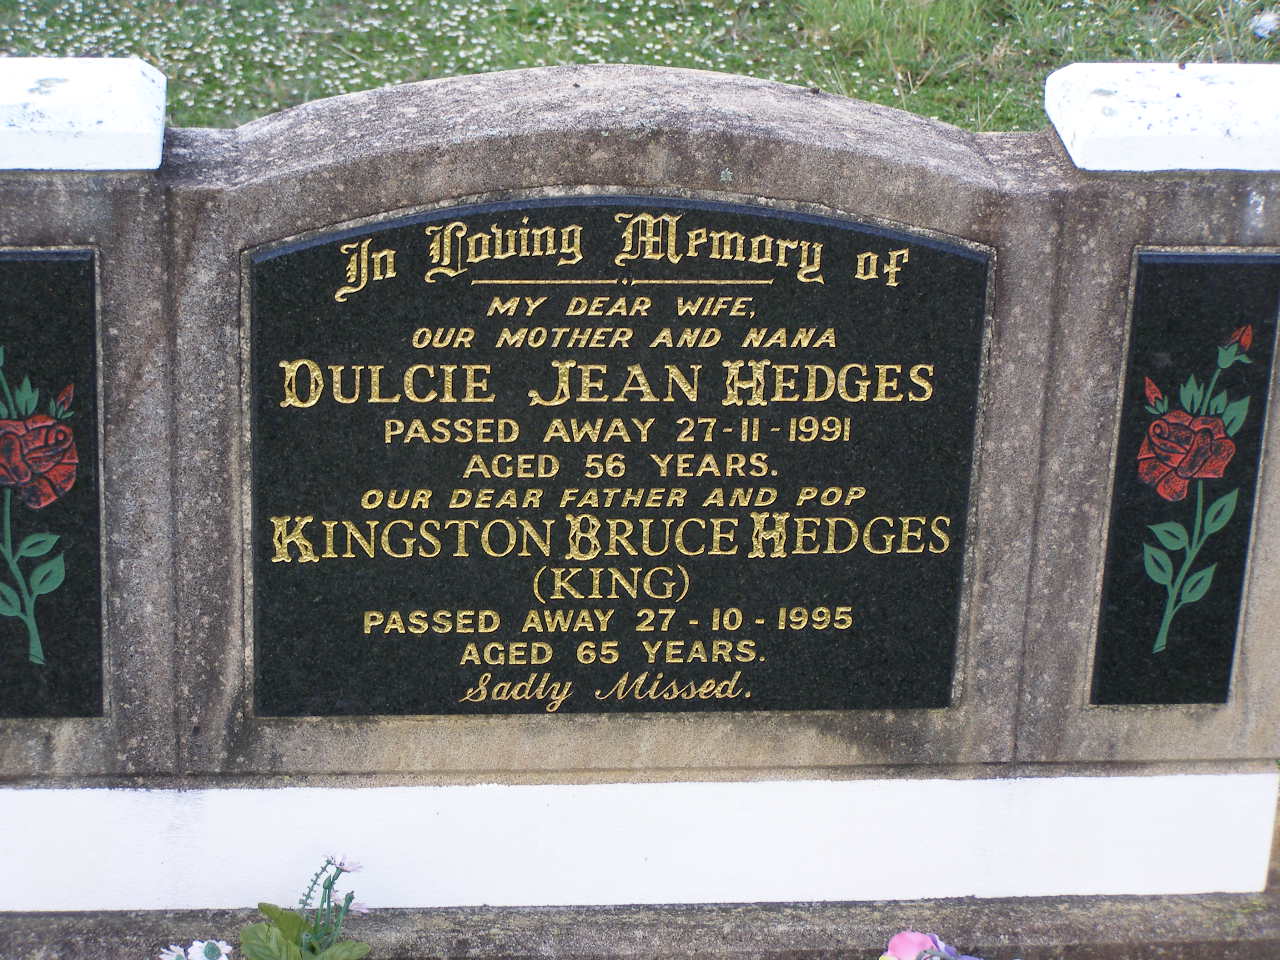 In Loving Memory of
MY DEAR WIFE,
OUR MOTHER AND NANA
DULCIE JEAN HEDGES
PASSED AWAY 27-11-1991
AGED 56 YEARS.
OUR DEAR FATHER AND POP
KINGSTON BRUCE HEDGES
(KING)
PASSED AWAY 27-10-1995
AGED 65 YEARS.
Sadly Missed.